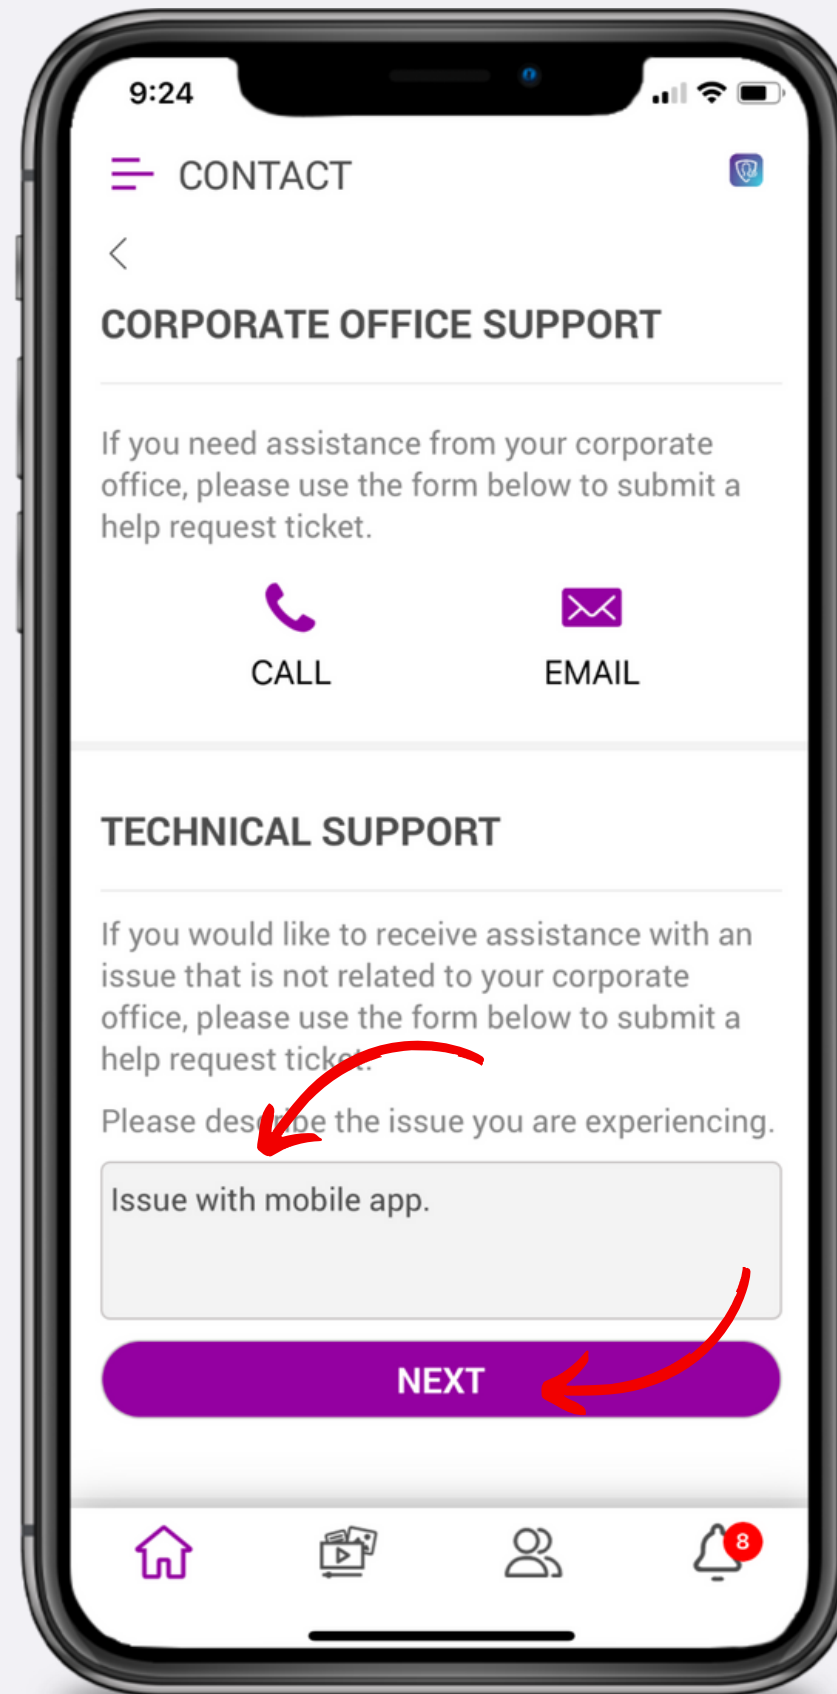 9:24
CONTACT
CORPORATE OFFICE SUPPORT
If you need assistance from your corporate
office, please use the form below to submit a
help request ticket.
CALL
EMAIL
TECHNICAL SUPPORT
If you would like to receive assistance with an
issue that is not related to your corporate
office, please use the form below to submit a
help request ticket.
Please describe the issue you are experiencing.
Issue with mobile app.
NEXT
8